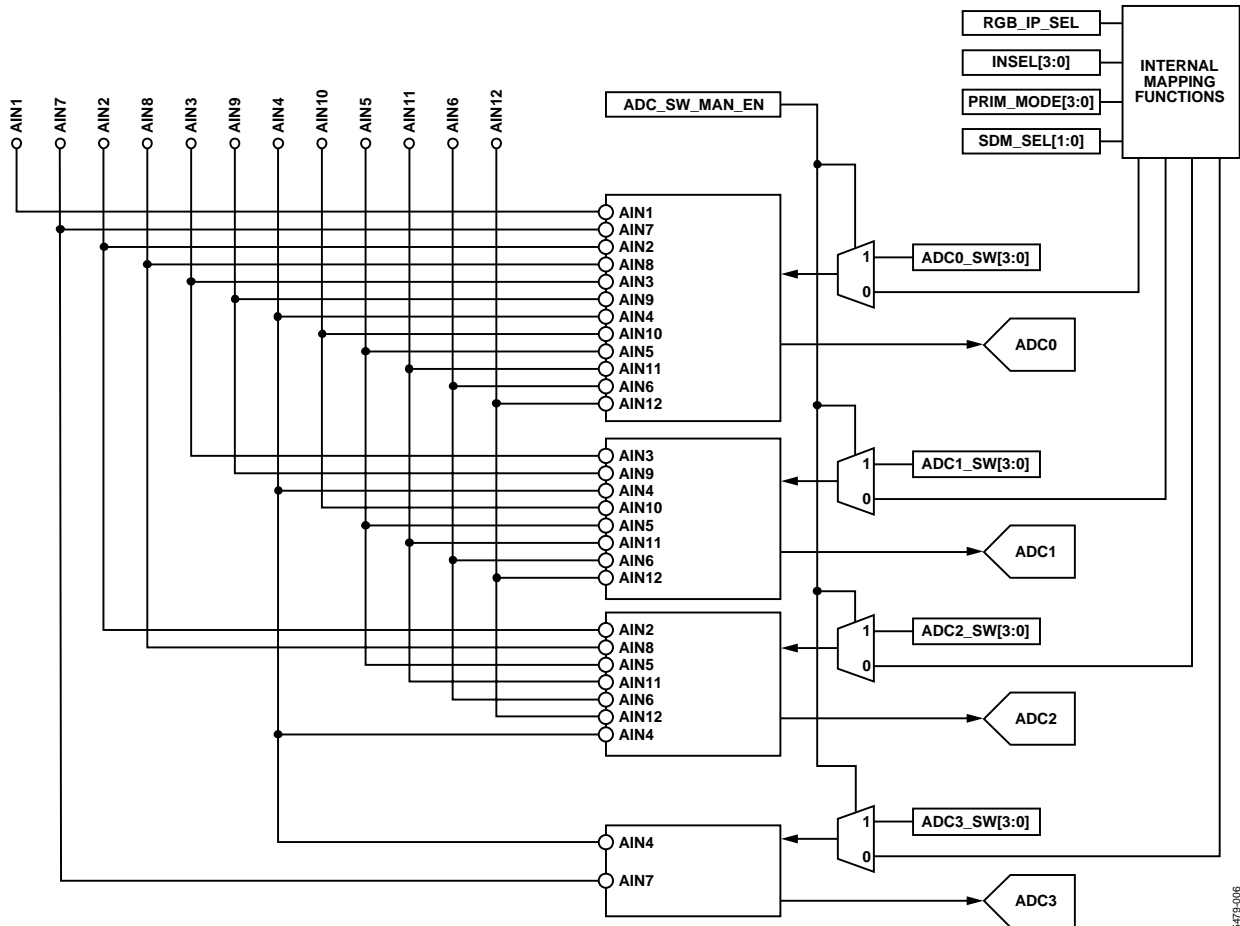 RGB_IP_SEL
INSEL[3:0]
PRIM_MODE[3:0]
SDM_SEL[1:0]
INTERNAL
MAPPING
FUNCTIONS
AIN1
AIN7
AIN2
AIN8
AIN3
AIN9
AIN4
AIN10
AIN5
AIN11
AIN6
AIN12
ADC_SW_MAN_EN
AIN1
AIN7
AIN2
AIN8
AIN3
AIN9
AIN4
AIN10
AIN5
AIN11
AIN6
AIN12
1
0
ADC0_SW[3:0]
ADC0
AIN3
AIN9
AIN4
AIN10
AIN5
AIN11
AIN6
AIN12
1
0
ADC1_SW[3:0]
ADC1
AIN2
AIN8
AIN5
AIN11
AIN6
AIN12
AIN4
1
0
ADC2_SW[3:0]
ADC2
AIN4
AIN7
1
0
ADC3_SW[3:0]
ADC3